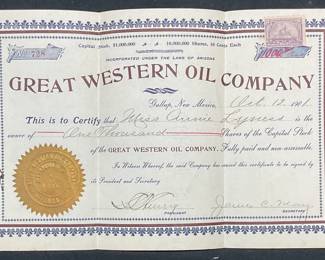 Capital stock, $1,000,000 10,000,000 Shares, 10 Cents Each
No 738
1000
INCORPORATED UNDER THE LAWS OF ARIZONA
GREAT WESTERN OIL COMPANY
Gallup, New Mexico, Oct. 12, 1901
This is to Certify that Miss Annie
owner of One Thousand Shares of the Capital Stock
of the GREAT WESTERN OIL COMPANY. Fully paid and non-assessable.
In Witness Whereof, the said Company has caused this certificate to be signed by
its President and Secretary
PRESIDENT
SECRETARY